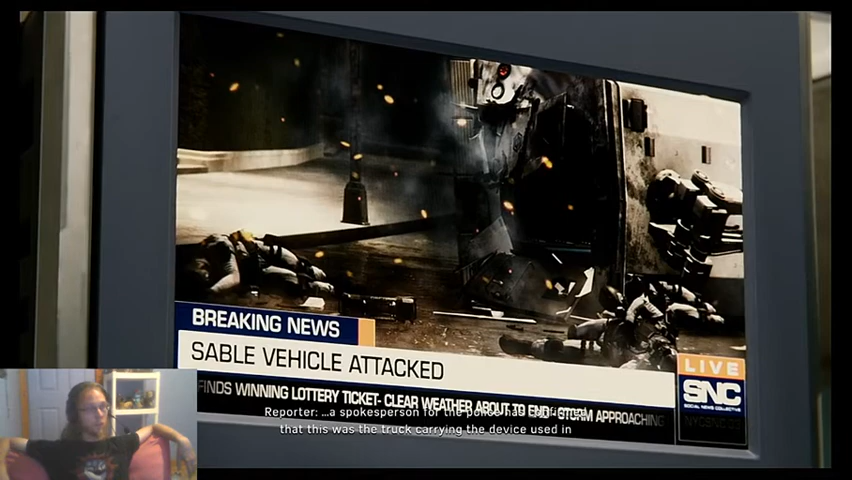 BREAKING NEWS
SABLE VEHICLE ATTACKED
LIVE
SNC
SOCIAL NEWS COLLECTIVE
FINDS WINNING LOTTERY TICKET- CLEAR WEATHER ABOUT TO END- STORM APPROACHING
Reporter: ...a spokesperson for the police has
that this was the truck carrying the device used in